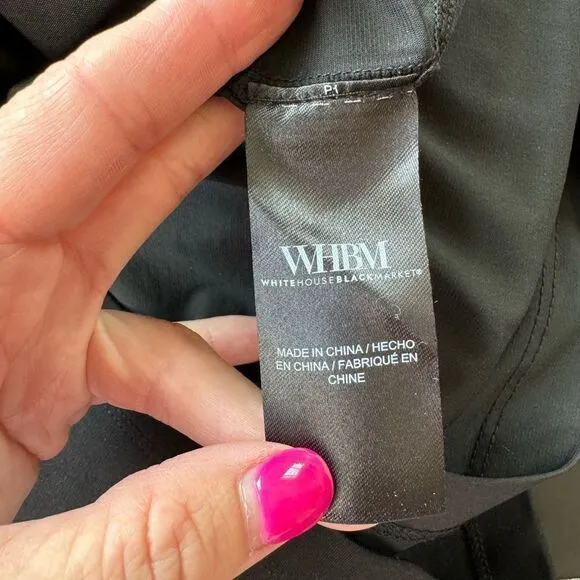 P1
WHBM
WHITEHOUSEBLACKMARKET®
MADE IN CHINA / HECHO
EN CHINA / FABRIQUÉ EN
CHINE